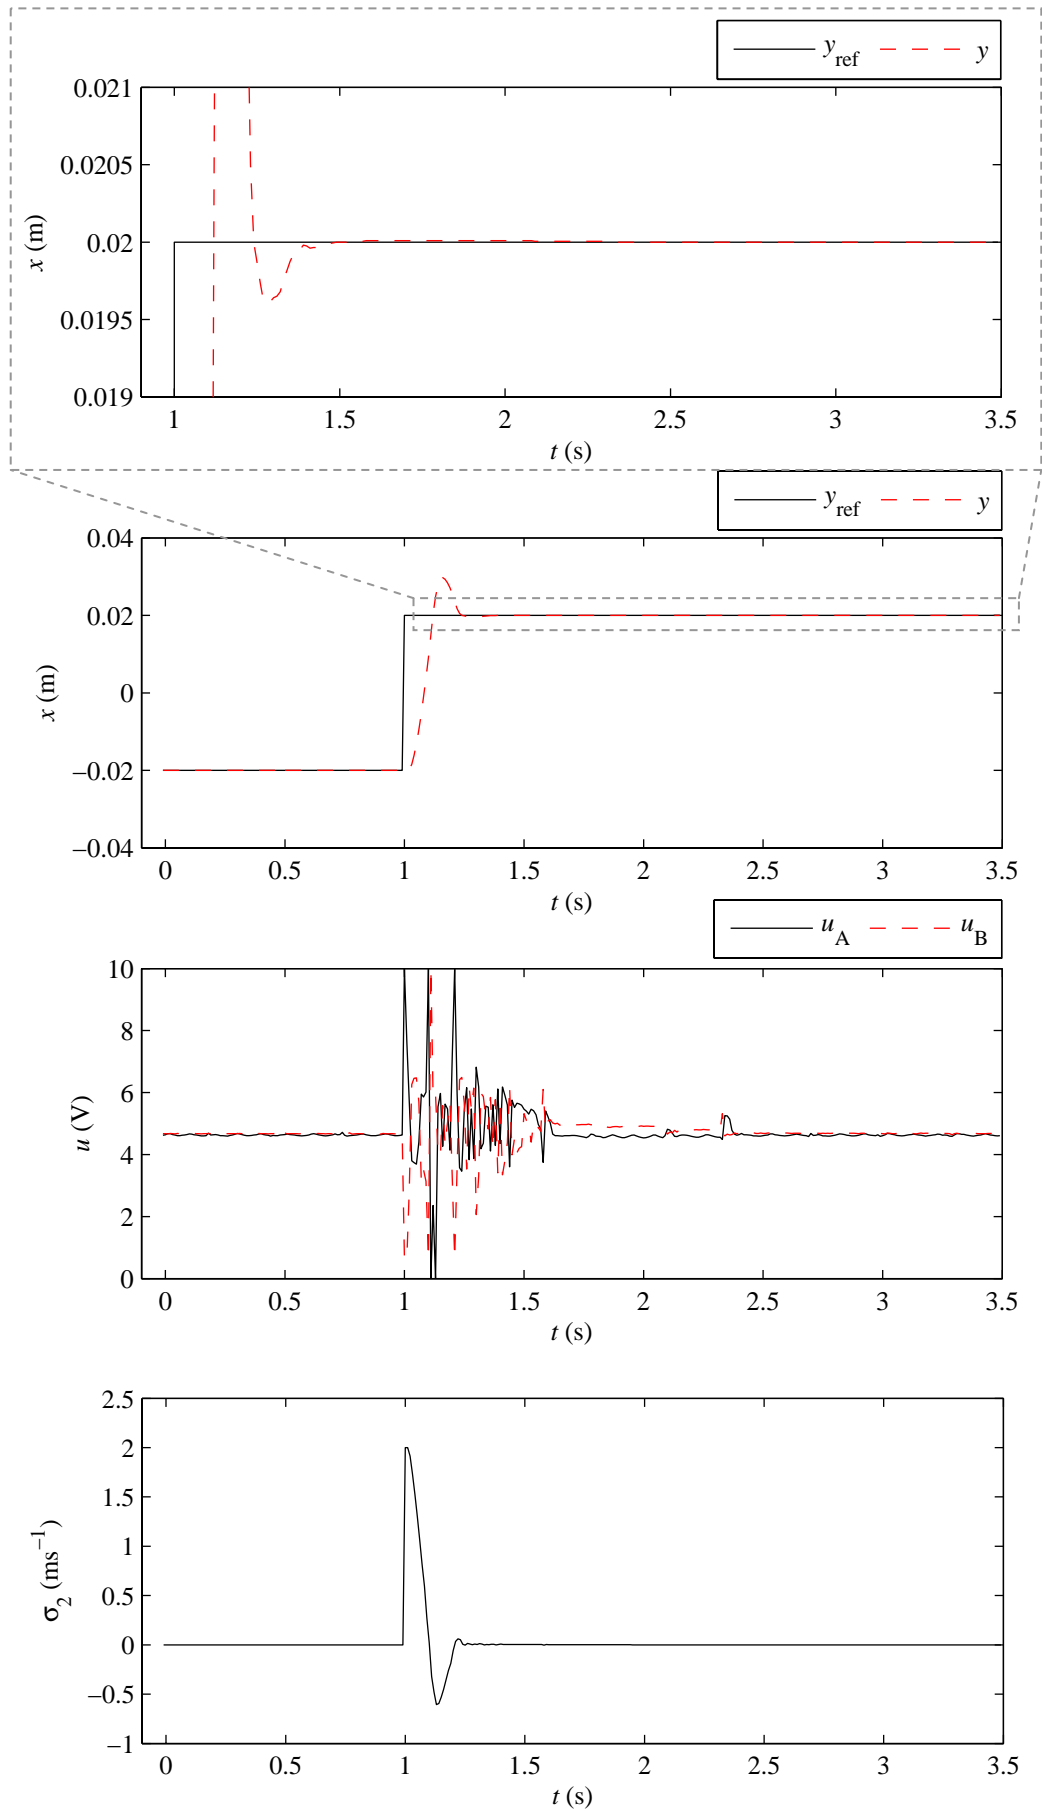 y_ref y
0.021
0.0205
0.02
0.0195
0.019
x (m)
1 1.5 2 2.5 3 3.5
t (s)
y_ref y
0.04
0.02
0
−0.02
−0.04
x (m)
0 0.5 1 1.5 2 2.5 3 3.5
t (s)
u_A u_B
10
8
6
4
2
0
u (V)
0 0.5 1 1.5 2 2.5 3 3.5
t (s)
2.5
2
1.5
1
0.5
0
−0.5
−1
σ_2 (ms^−1)
0 0.5 1 1.5 2 2.5 3 3.5
t (s)